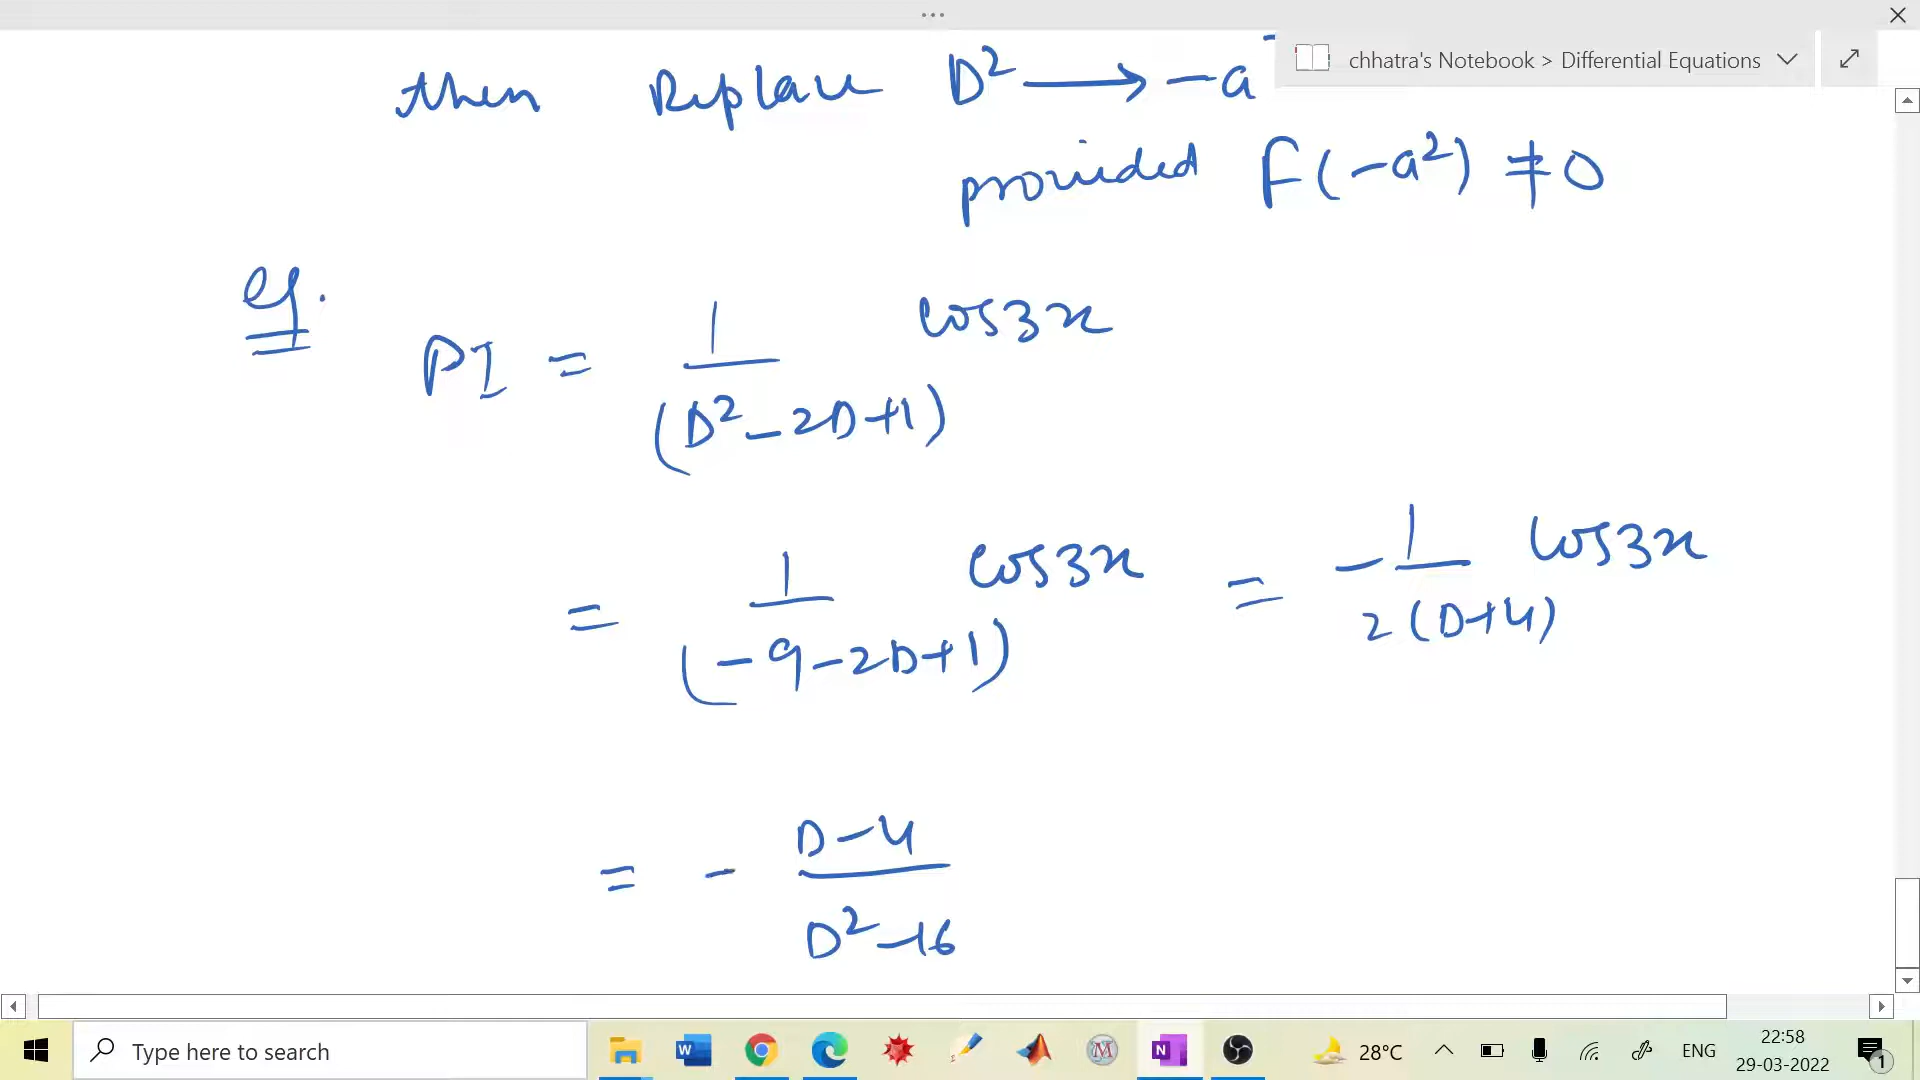 ...
chhatra's Notebook > Differential Equations
then Replace D² → -a
provided F(-a²) ≠ 0
eg.
PI = 1/(D²-2D+1) cos3x
= 1/(-9-2D+1) cos3x = -1/2(D+4) cos3x
= - D-4/D²-16
Type here to search
28°C
ENG
22:58
29-03-2022
1